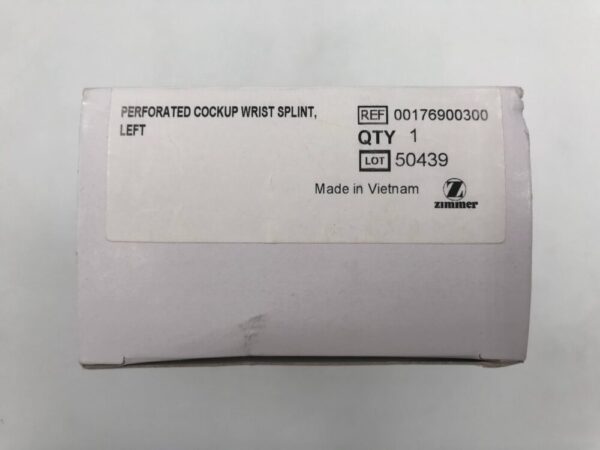 PERFORATED COCKUP WRIST SPLINT,
LEFT
REF 00176900300
QTY 1
LOT 50439
Made in Vietnam
Z
zimmer